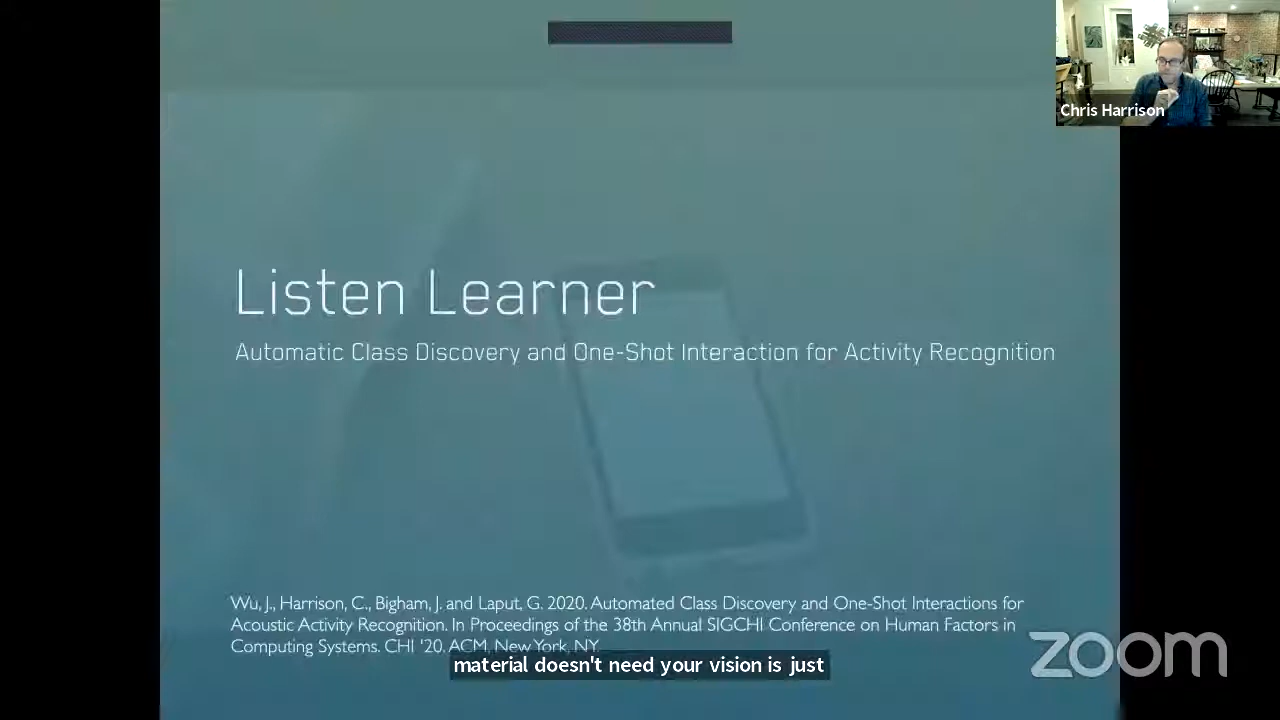 Chris Harrison
Listen Learner
Automatic Class Discovery and One-Shot Interaction for Activity Recognition
Wu, J., Harrison, C., Bigham, J. and Laput, G. 2020. Automated Class Discovery and One-Shot Interactions for
Acoustic Activity Recognition. In Proceedings of the 38th Annual SIGCHI Conference on Human Factors in
Computing Systems. CHI '20. ACM, New York, NY.
material doesn't need your vision is just
zoom